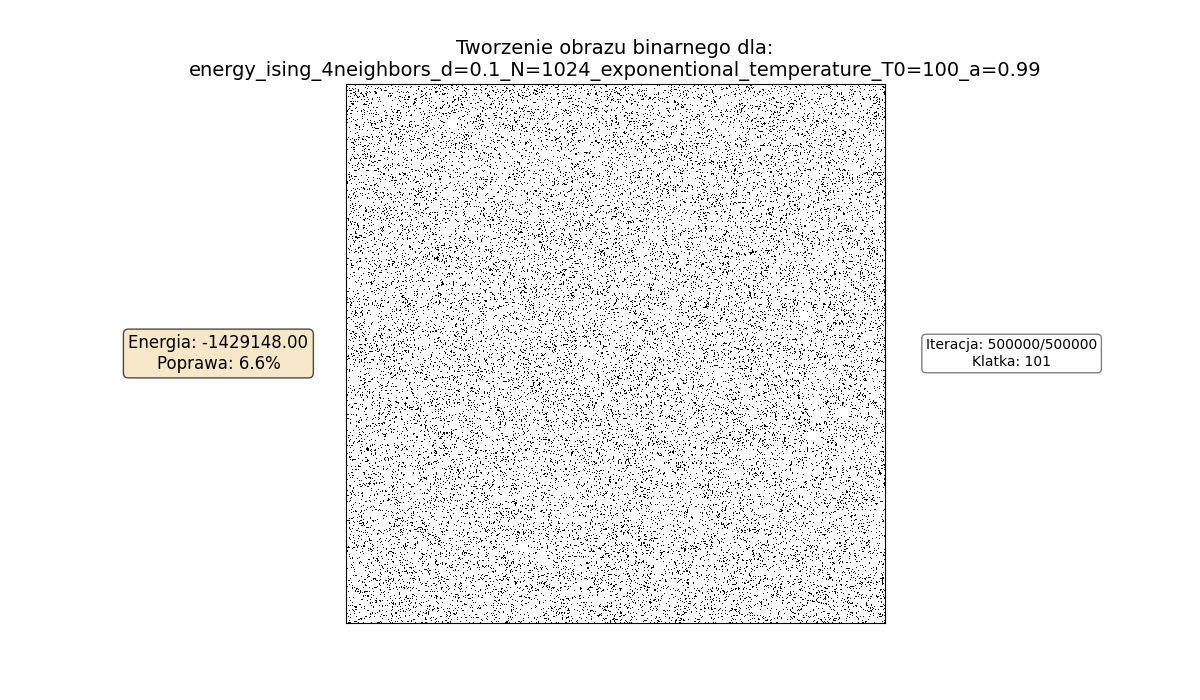 Tworzenie obrazu binarnego dla:
energy_ising_4neighbors_d=0.1_N=1024_exponentional_temperature_T0=100_a=0.99
Energia: -1429148.00
Poprawa: 6.6%
Iteracja: 500000/500000
Klatka: 101